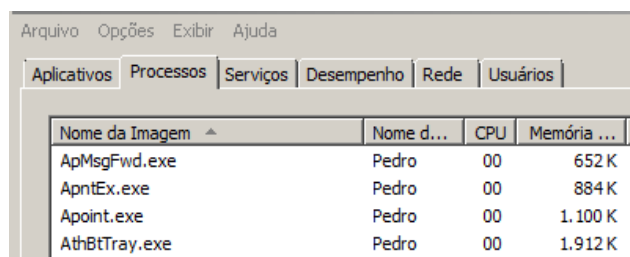 Arquivo Opções Exibir Ajuda
Aplicativos Processos Serviços Desempenho Rede Usuários
Nome da Imagem Nome d... CPU Memória ...
ApMsgFwd.exe Pedro 00 652 K
ApntEx.exe Pedro 00 884 K
Apoint.exe Pedro 00 1.100 K
AthBtTray.exe Pedro 00 1.912 K